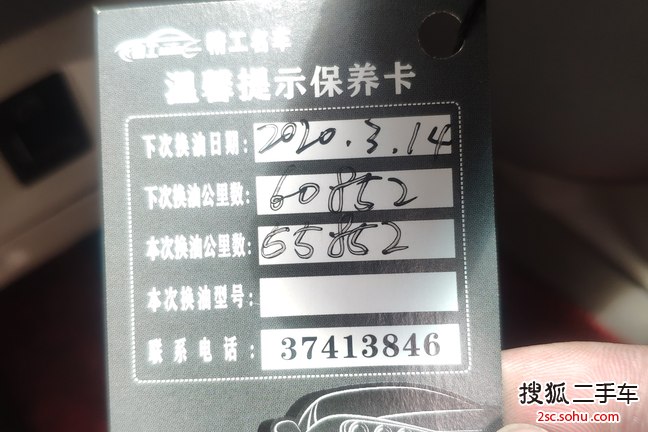 精工名车
温馨提示保养卡
下次换油日期：2020.3.14
下次换油公里数：60852
本次换油公里数：55852
本次换油型号：
联系电话：37413846
搜狐二手车
2sc.sohu.com